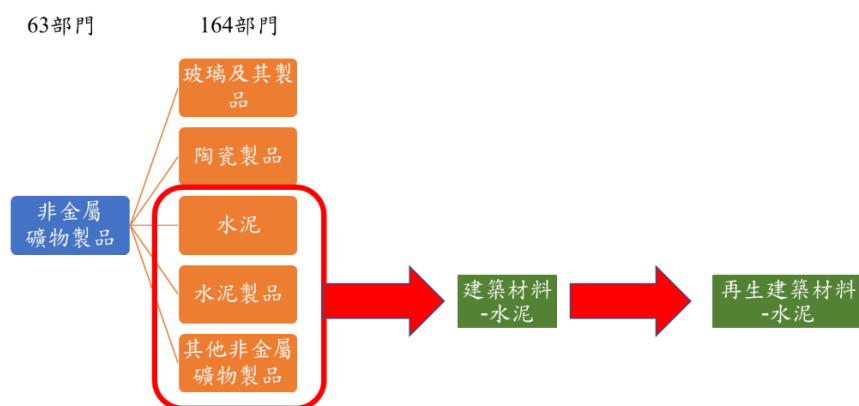 63部門
164部門
玻璃及其製
品
陶瓷製品
水泥
水泥製品
其他非金屬
礦物製品
非金屬
礦物製品
建築材料
-水泥
再生建築材料
-水泥